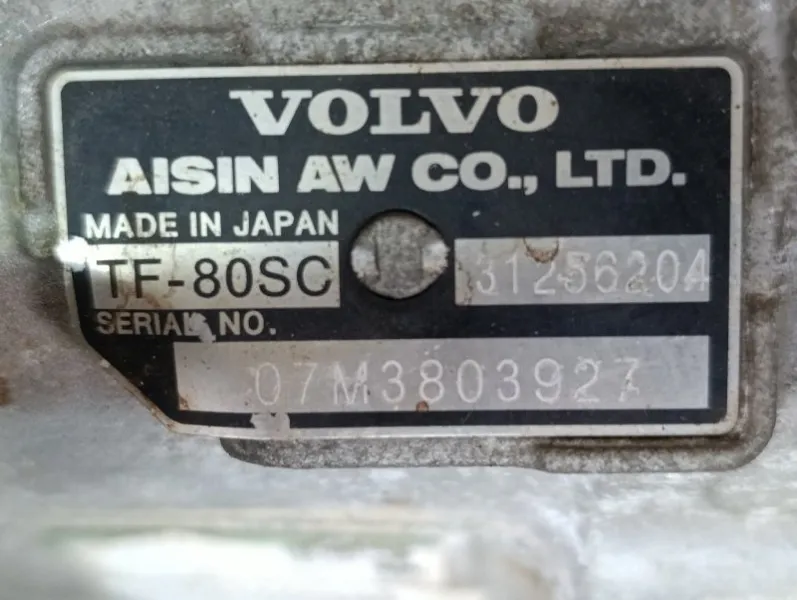 VOLVO
AISIN AW CO., LTD.
MADE IN JAPAN
TF-80SC 31256204
SERIAL NO.
07M3803927